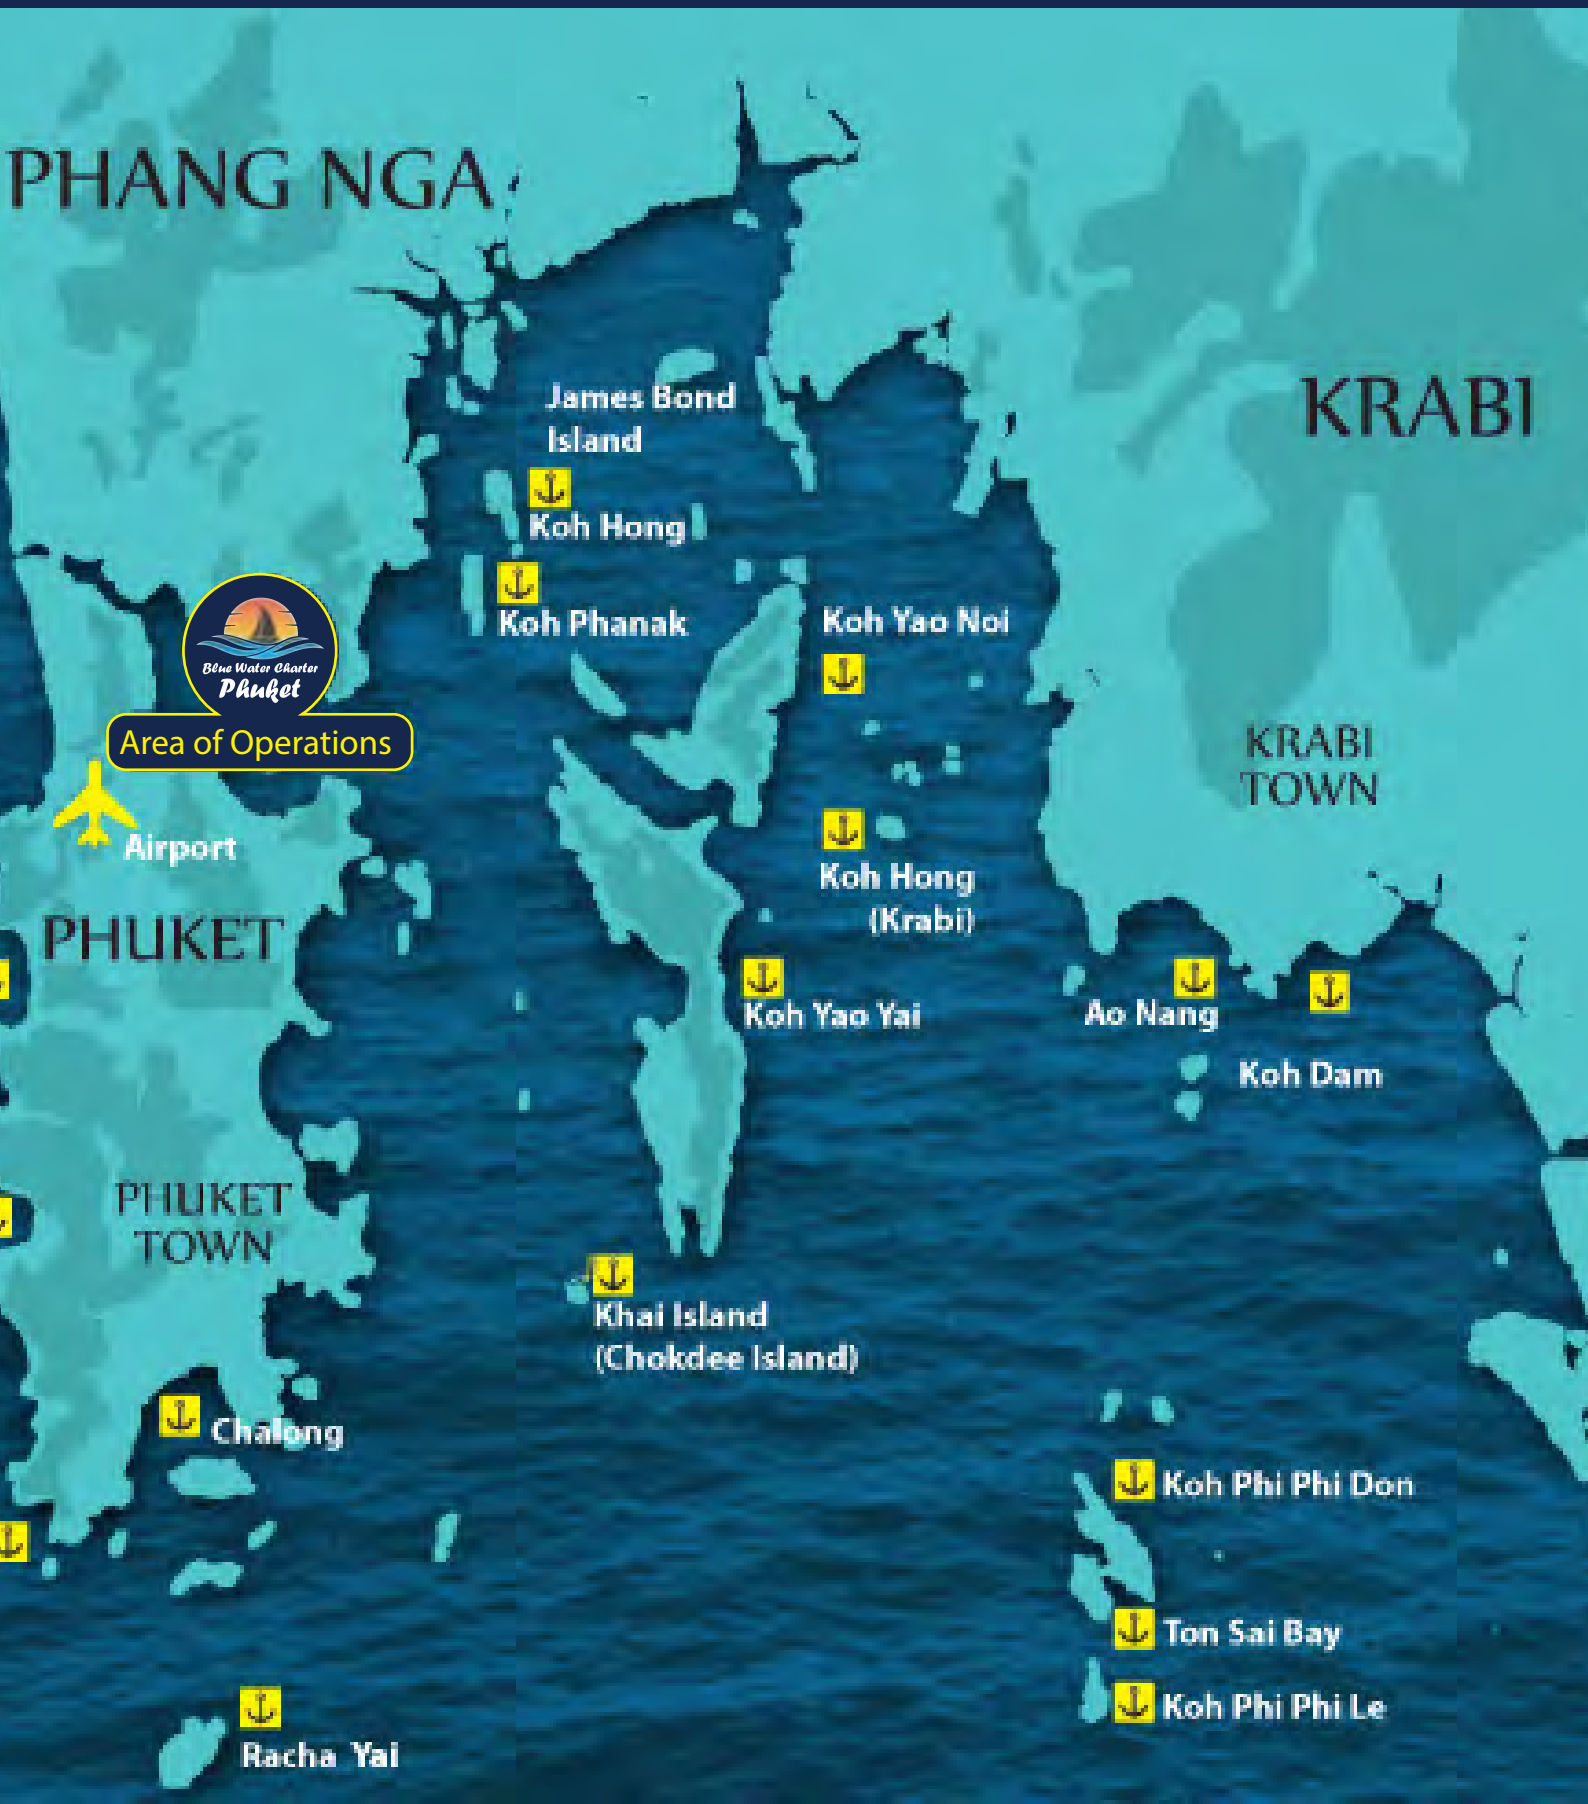 PHANG NGA
KRABI
James Bond
Island
Koh Hong
Koh Phanak
Koh Yao Noi
Blue Water Charter
Phuket
Area of Operations
KRABI
TOWN
Airport
Koh Hong
(Krabi)
PHUKET
Koh Yao Yai
Ao Nang
Koh Dam
PHUKET
TOWN
Khai Island
(Chokdee Island)
Chalong
Koh Phi Phi Don
Ton Sai Bay
Koh Phi Phi Le
Racha Yai